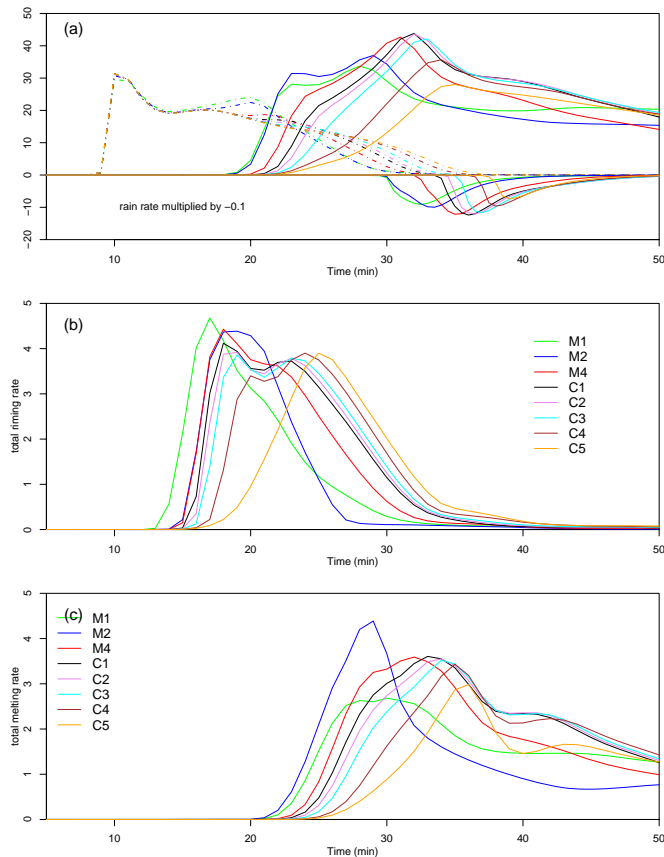 (a)
50
40
30
20
10
0
−10
−20
rain rate multiplied by −0.1
10 20 30 40 50
Time (min)
(b)
total riming rate
5
4
3
2
1
0
M1
M2
M4
C1
C2
C3
C4
C5
10 20 30 40 50
Time (min)
(c)
total melting rate
5
4
3
2
1
0
M1
M2
M4
C1
C2
C3
C4
C5
10 20 30 40 50
Time (min)